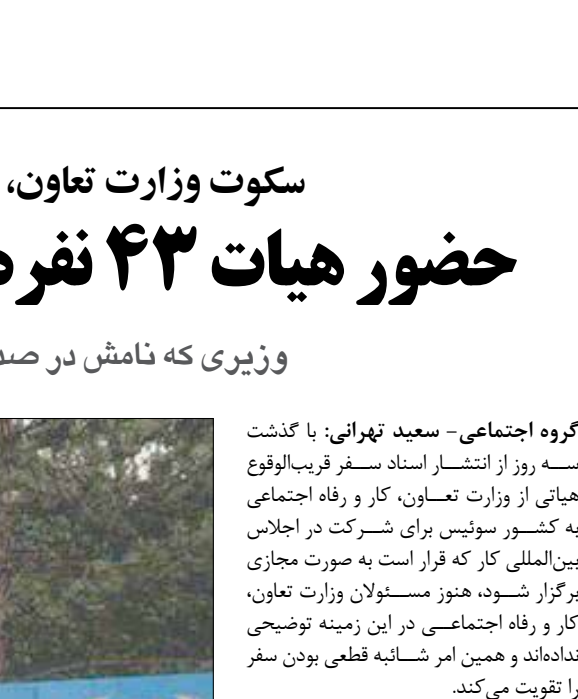 سکوت وزارت تعاون،
حضور هیات ۴۳ نفره
وزیری که نامش در صد
گروه اجتماعی- سعید تهرانی: با گذشت
سه روز از انتشار اسناد سفر قریب‌الوقوع
هیاتی از وزارت تعاون، کار و رفاه اجتماعی
به کشور سوئیس برای شرکت در اجلاس
بین‌المللی کار که قرار است به صورت مجازی
برگزار شود، هنوز مسئولان وزارت تعاون،
کار و رفاه اجتماعی در این زمینه توضیحی
نداده‌اند و همین امر شائبه قطعی بودن سفر
را تقویت می‌کند.